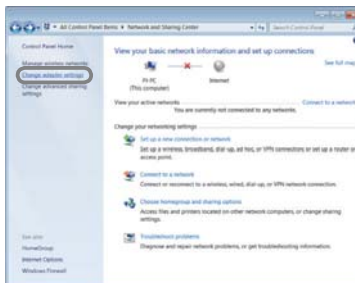 All Control Panel Items ▸ Network and Sharing Center
Search Control Panel
Control Panel Home
Manage wireless networks
Change adapter settings
Change advanced sharing
settings
See also
HomeGroup
Internet Options
Windows Firewall
View your basic network information and set up connections
See full map
PJ-PC
(This computer)
Internet
View your active networks
Connect to a network
You are currently not connected to any networks.
Change your networking settings
Set up a new connection or network
Set up a wireless, broadband, dial-up, ad hoc, or VPN connection; or set up a router or
access point.
Connect to a network
Connect or reconnect to a wireless, wired, dial-up, or VPN network connection.
Choose homegroup and sharing options
Access files and printers located on other network computers, or change sharing
settings.
Troubleshoot problems
Diagnose and repair network problems, or get troubleshooting information.